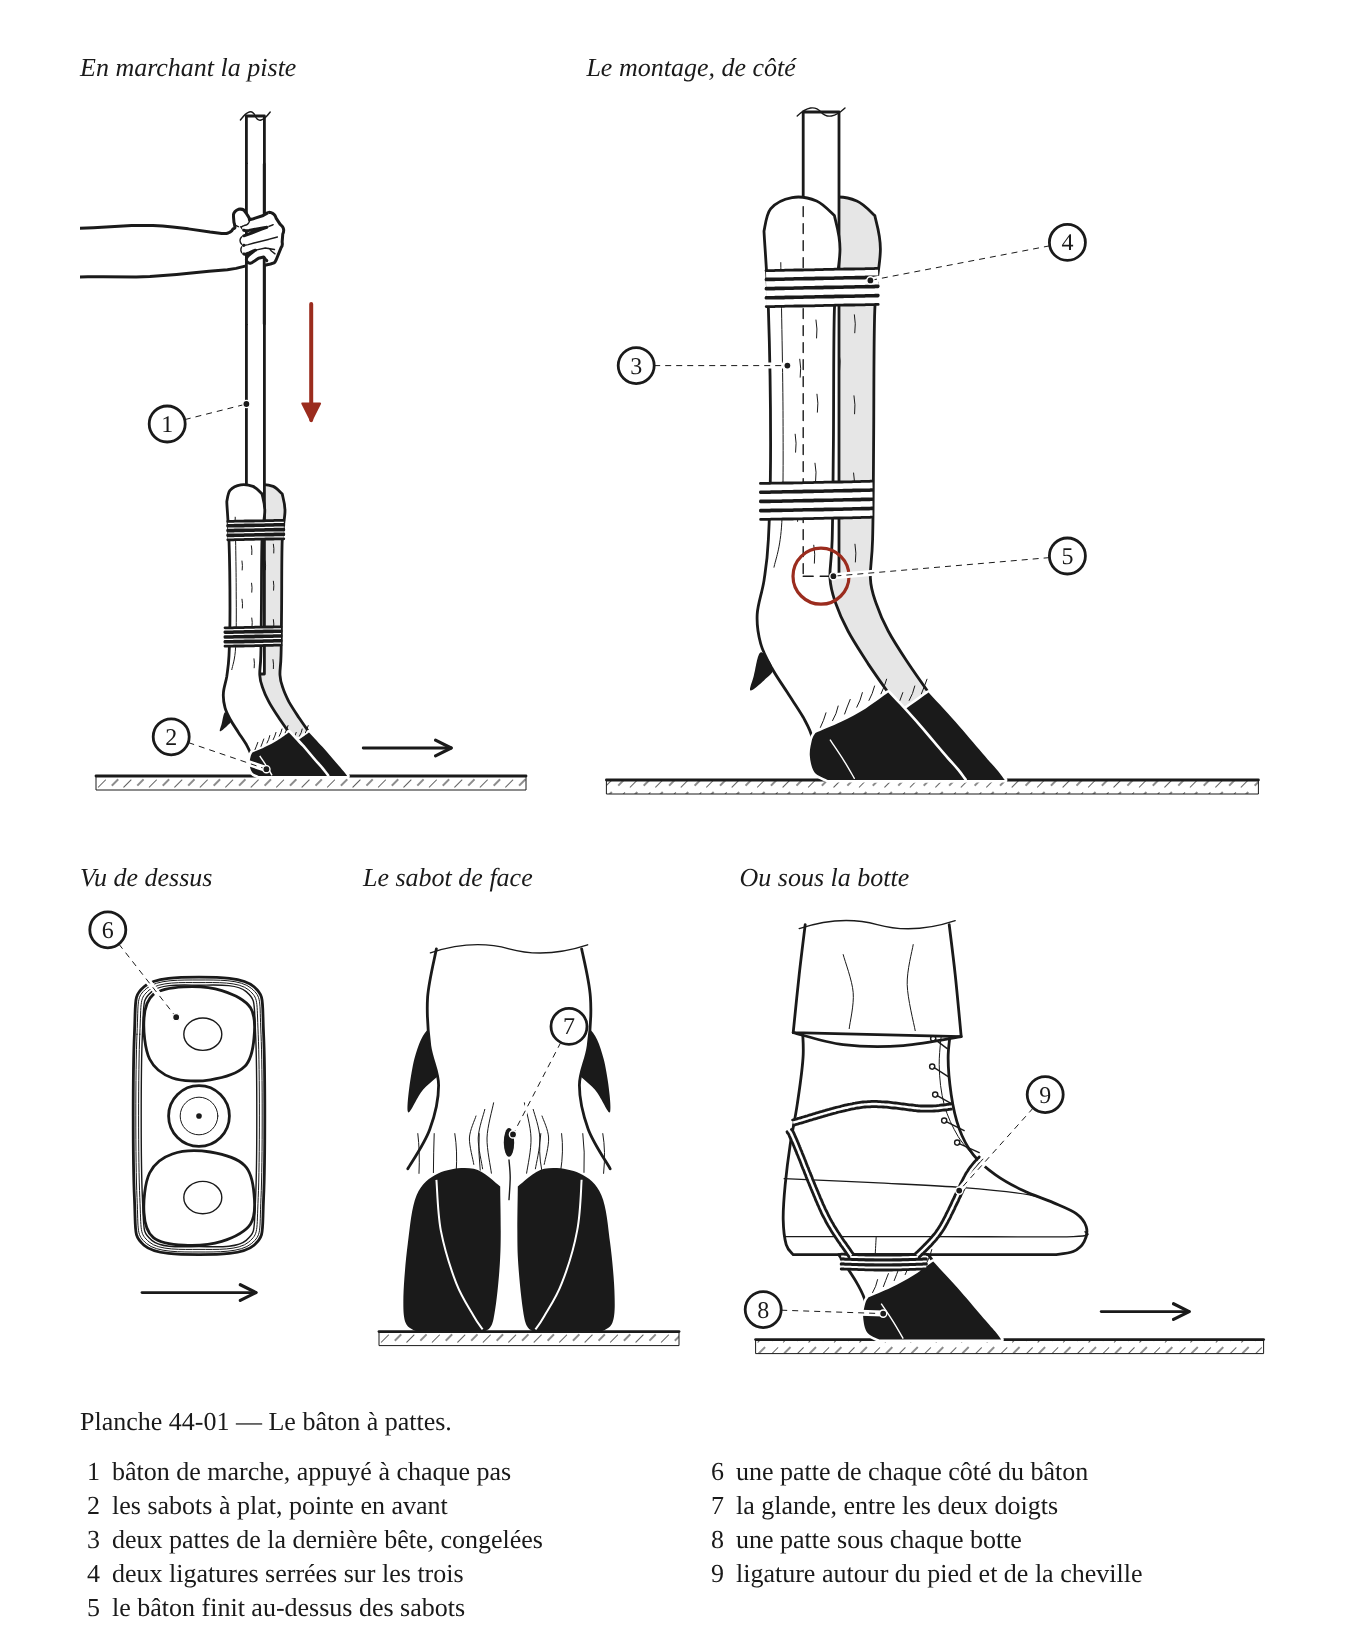 En marchant la piste
Le montage, de côté
4
3
1
5
2
Vu de dessus
Le sabot de face
Ou sous la botte
6
7
9
8
Planche 44-01 — Le bâton à pattes.
1 bâton de marche, appuyé à chaque pas
2 les sabots à plat, pointe en avant
3 deux pattes de la dernière bête, congelées
4 deux ligatures serrées sur les trois
5 le bâton finit au-dessus des sabots
6 une patte de chaque côté du bâton
7 la glande, entre les deux doigts
8 une patte sous chaque botte
9 ligature autour du pied et de la cheville